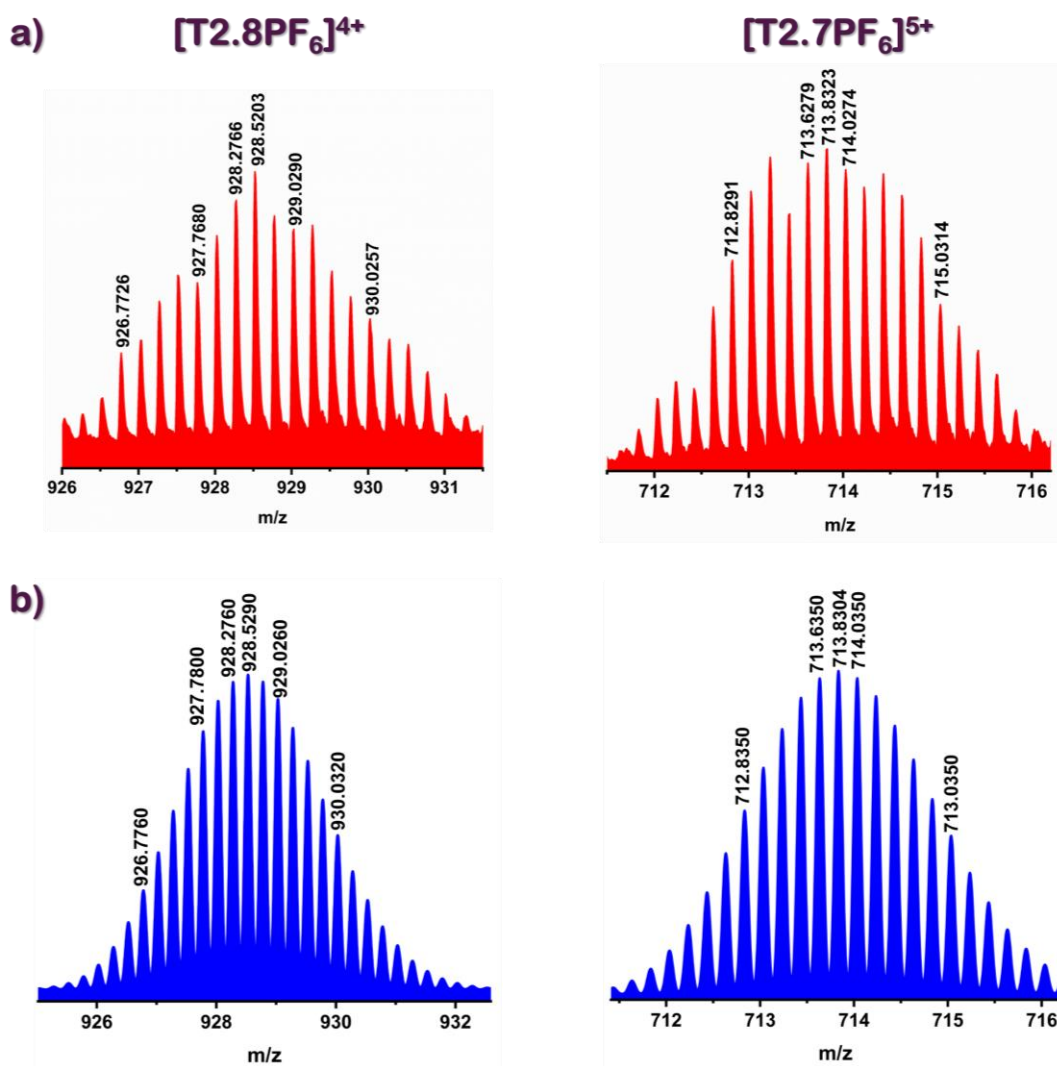 a)
[T2.8PF₆]⁴⁺
[T2.7PF₆]⁵⁺
926.7726
927.7680
928.2766
928.5203
929.0290
930.0257
926 927 928 929 930 931
m/z
712.8291
713.6279
713.8323
714.0274
715.0314
712 713 714 715 716
m/z
b)
926.7760
927.7800
928.2760
928.5290
929.0260
930.0320
926 928 930 932
m/z
712.8350
713.6350
713.8304
714.0350
713.0350
712 713 714 715 716
m/z